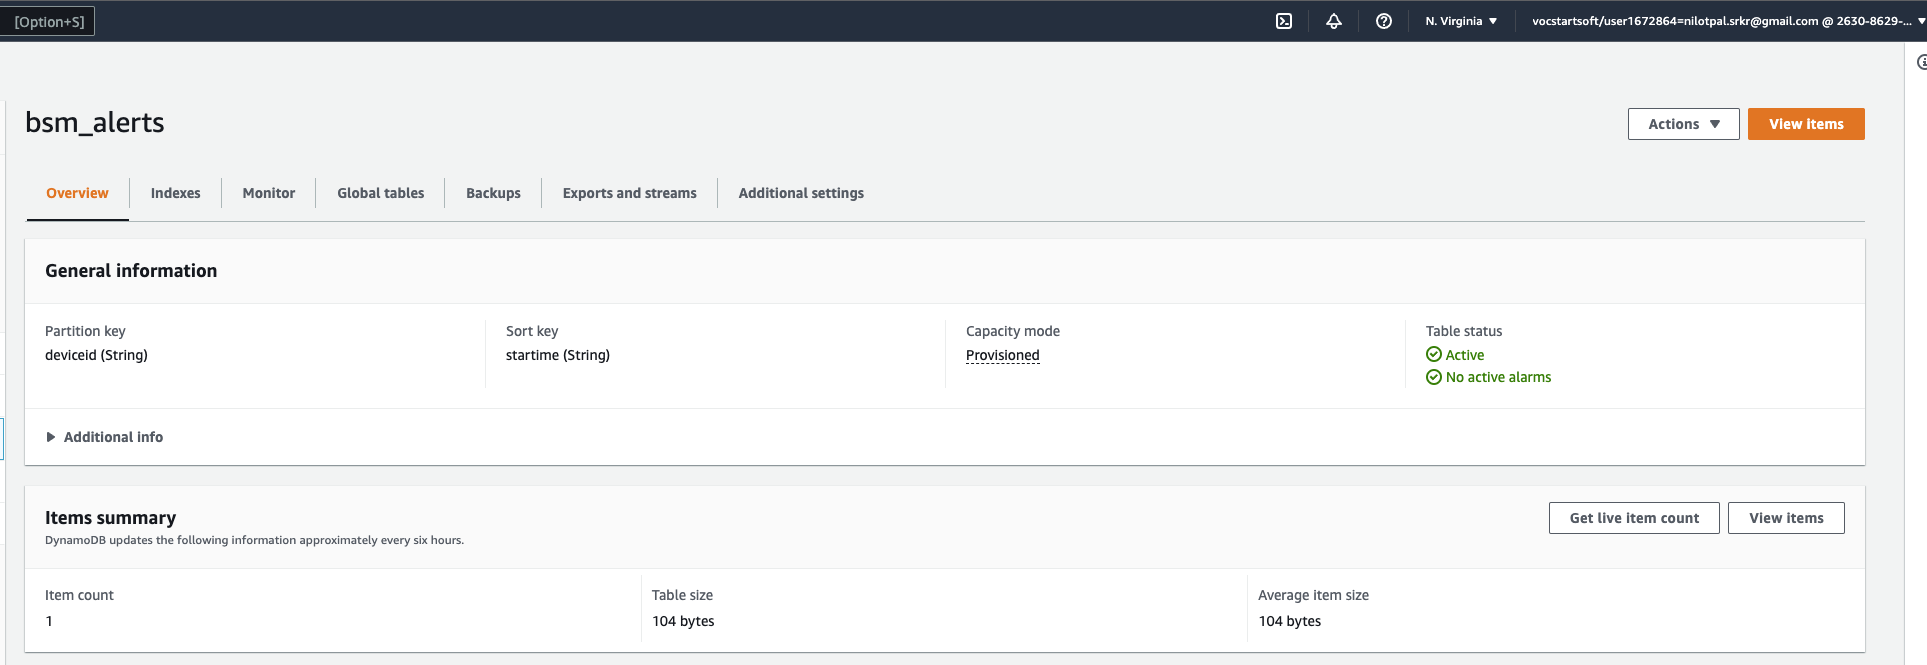 [Option+S]
N. Virginia
vocstartsoft/user1672864=nilotpal.srkr@gmail.com @ 2630-8629-...
bsm_alerts
Actions
View items
Overview
Indexes
Monitor
Global tables
Backups
Exports and streams
Additional settings
General information
Partition key
deviceid (String)
Sort key
startime (String)
Capacity mode
Provisioned
Table status
Active
No active alarms
Additional info
Items summary
DynamoDB updates the following information approximately every six hours.
Get live item count
View items
Item count
1
Table size
104 bytes
Average item size
104 bytes